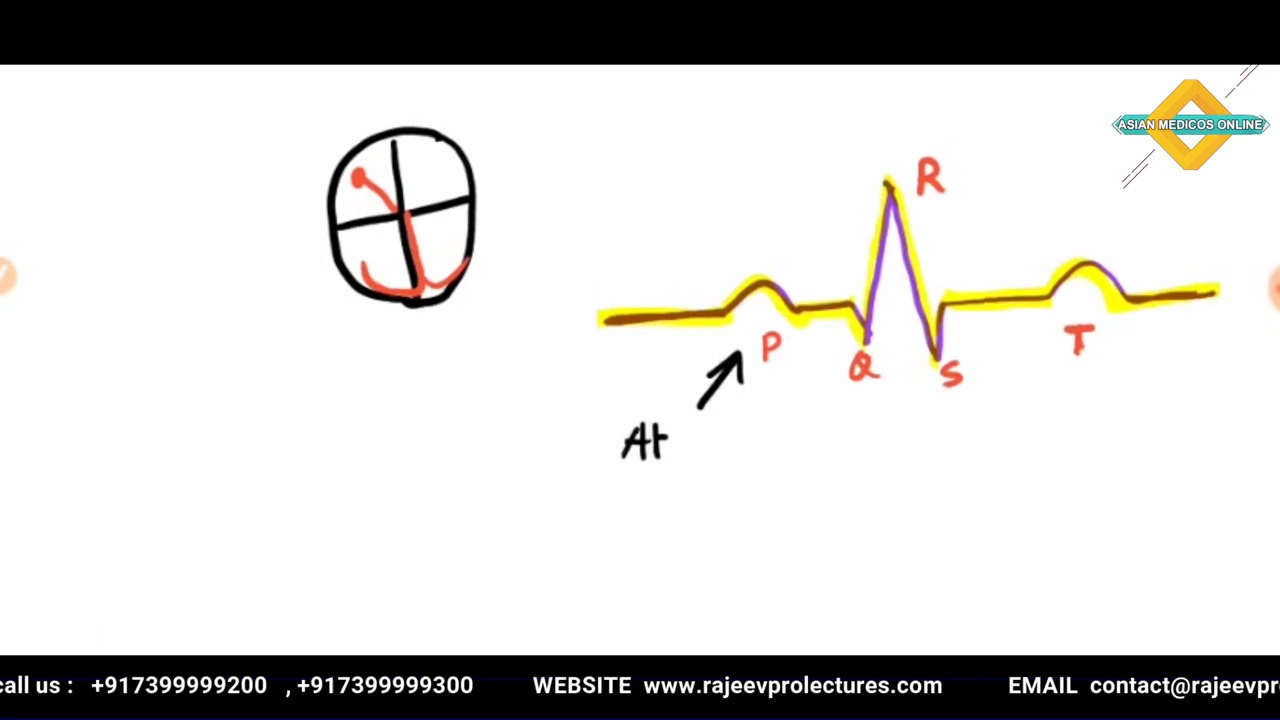 ASIAN MEDICOS ONLINE
R
P
Q
S
T
At
call us : +917399999200 , +917399999300 WEBSITE www.rajeevprolectures.com EMAIL contact@rajeevpr